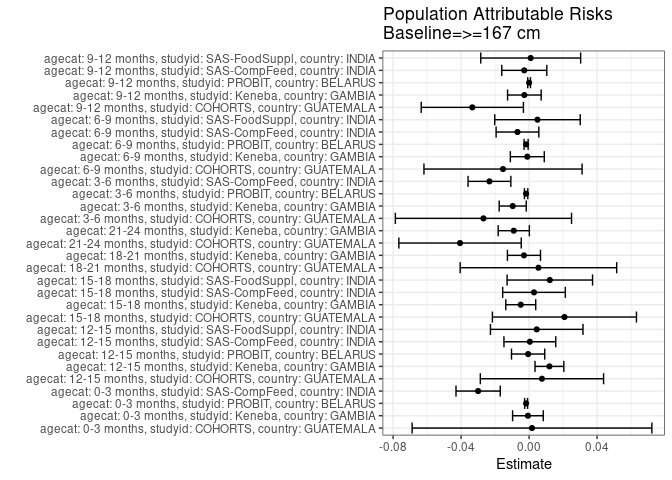 Population Attributable Risks
Baseline=>=167 cm
agecat: 9-12 months, studyid: SAS-FoodSuppl, country: INDIA
agecat: 9-12 months, studyid: SAS-CompFeed, country: INDIA
agecat: 9-12 months, studyid: PROBIT, country: BELARUS
agecat: 9-12 months, studyid: Keneba, country: GAMBIA
agecat: 9-12 months, studyid: COHORTS, country: GUATEMALA
agecat: 6-9 months, studyid: SAS-FoodSuppl, country: INDIA
agecat: 6-9 months, studyid: SAS-CompFeed, country: INDIA
agecat: 6-9 months, studyid: PROBIT, country: BELARUS
agecat: 6-9 months, studyid: Keneba, country: GAMBIA
agecat: 6-9 months, studyid: COHORTS, country: GUATEMALA
agecat: 3-6 months, studyid: SAS-CompFeed, country: INDIA
agecat: 3-6 months, studyid: PROBIT, country: BELARUS
agecat: 3-6 months, studyid: Keneba, country: GAMBIA
agecat: 3-6 months, studyid: COHORTS, country: GUATEMALA
agecat: 21-24 months, studyid: Keneba, country: GAMBIA
agecat: 21-24 months, studyid: COHORTS, country: GUATEMALA
agecat: 18-21 months, studyid: Keneba, country: GAMBIA
agecat: 18-21 months, studyid: COHORTS, country: GUATEMALA
agecat: 15-18 months, studyid: SAS-FoodSuppl, country: INDIA
agecat: 15-18 months, studyid: SAS-CompFeed, country: INDIA
agecat: 15-18 months, studyid: Keneba, country: GAMBIA
agecat: 15-18 months, studyid: COHORTS, country: GUATEMALA
agecat: 12-15 months, studyid: SAS-FoodSuppl, country: INDIA
agecat: 12-15 months, studyid: SAS-CompFeed, country: INDIA
agecat: 12-15 months, studyid: PROBIT, country: BELARUS
agecat: 12-15 months, studyid: Keneba, country: GAMBIA
agecat: 12-15 months, studyid: COHORTS, country: GUATEMALA
agecat: 0-3 months, studyid: SAS-CompFeed, country: INDIA
agecat: 0-3 months, studyid: PROBIT, country: BELARUS
agecat: 0-3 months, studyid: Keneba, country: GAMBIA
agecat: 0-3 months, studyid: COHORTS, country: GUATEMALA
-0.08 -0.04 0.00 0.04
Estimate